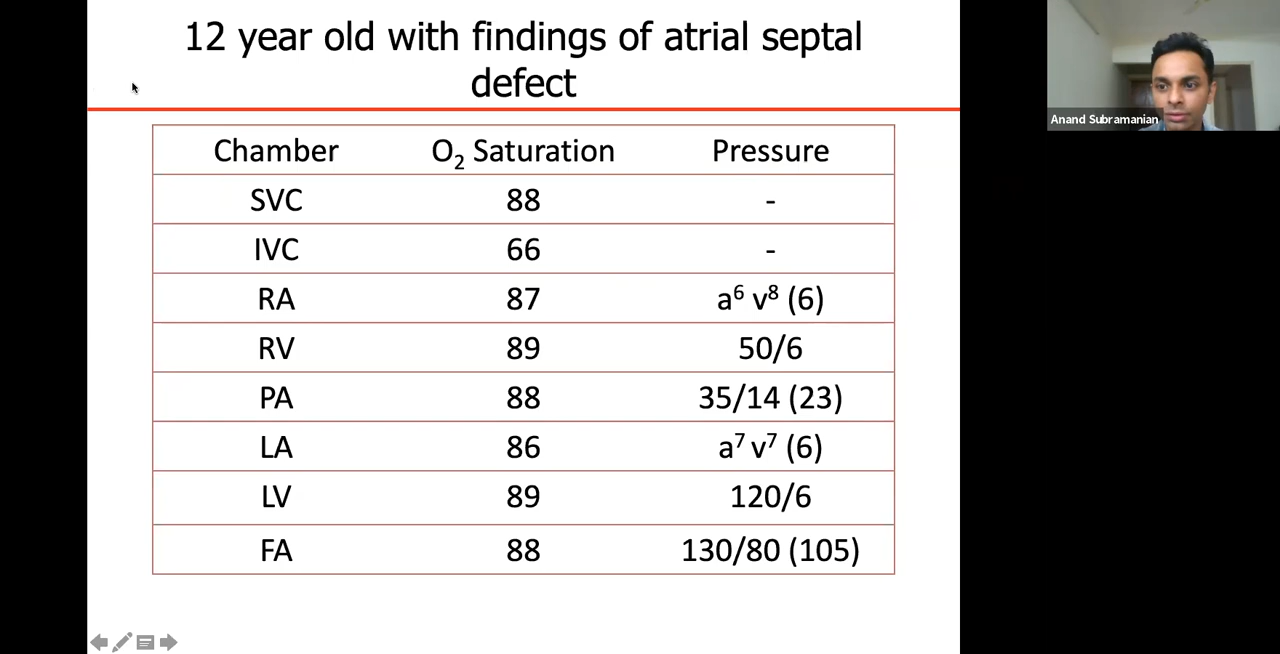 12 year old with findings of atrial septal
defect
Chamber O₂ Saturation Pressure
SVC 88 -
IVC 66 -
RA 87 a⁶ v⁸ (6)
RV 89 50/6
PA 88 35/14 (23)
LA 86 a⁷ v⁷ (6)
LV 89 120/6
FA 88 130/80 (105)
Anand Subramanian